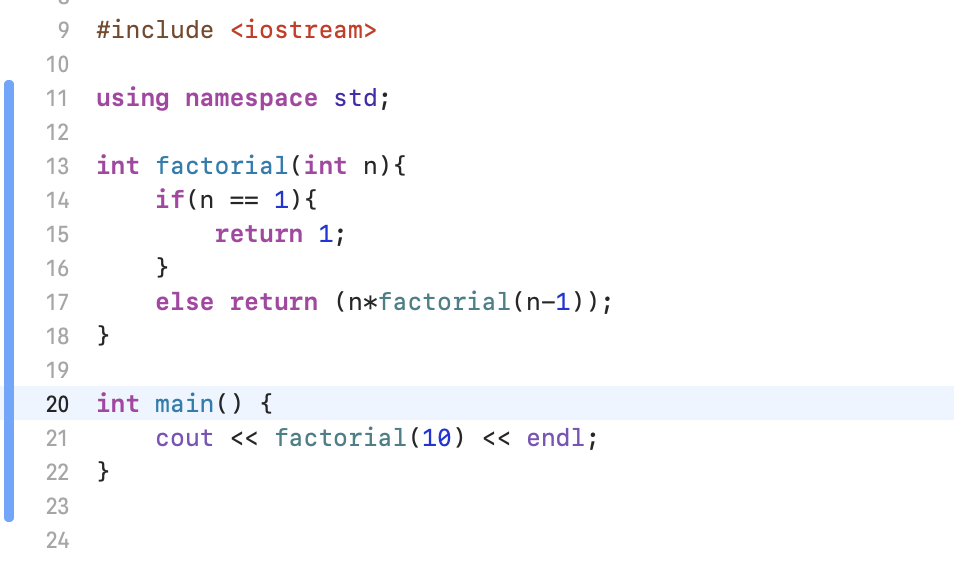 9 #include <iostream>
10
11 using namespace std;
12
13 int factorial(int n){
14     if(n == 1){
15         return 1;
16     }
17     else return (n*factorial(n-1));
18 }
19
20 int main() {
21     cout << factorial(10) << endl;
22 }
23
24